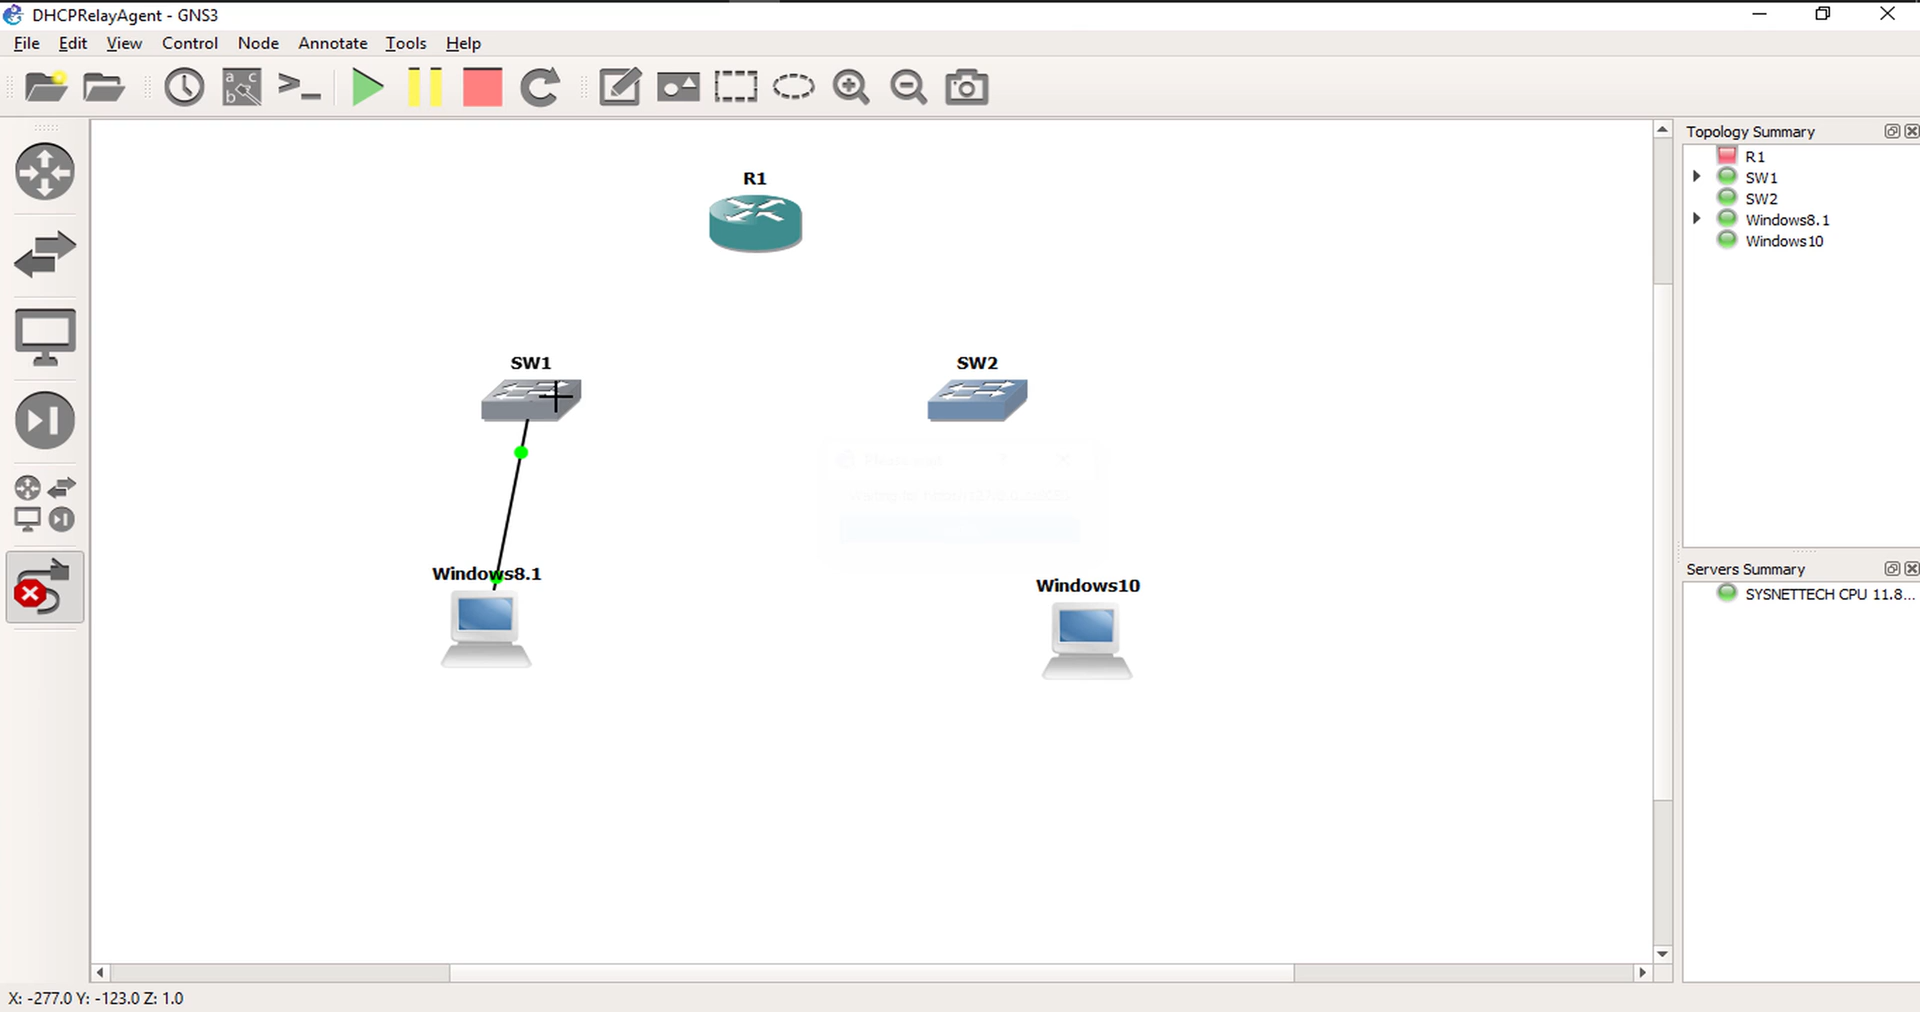 DHCPRelayAgent - GNS3
File Edit View Control Node Annotate Tools Help
a c
b
R1
SW1
SW2
Windows8.1
Windows10
Topology Summary
R1
SW1
SW2
Windows8.1
Windows10
Servers Summary
SYSNETTECH CPU 11.8...
X: -277.0 Y: -123.0 Z: 1.0